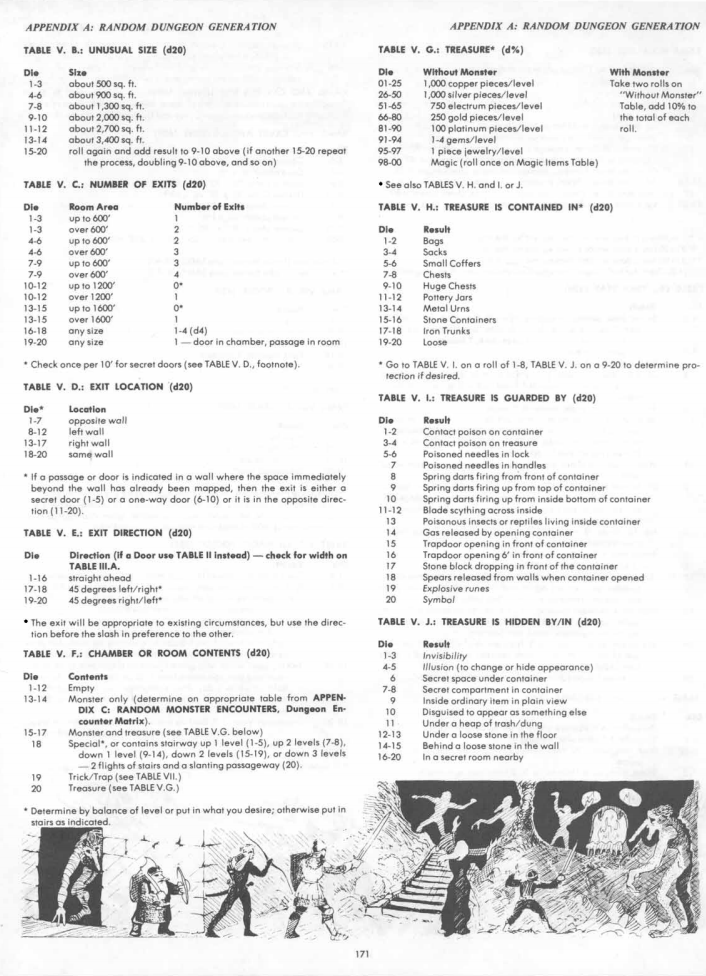 APPENDIX A: RANDOM DUNGEON GENERATION
TABLE V. B.: UNUSUAL SIZE (d20)
Die Size
1-3 about 500 sq. ft.
4-6 about 900 sq. ft.
7-8 about 1,300 sq. ft.
9-10 about 2,000 sq. ft.
11-12 about 2,700 sq. ft.
13-14 about 3,400 sq. ft.
15-20 roll again and add result to 9-10 above (if another 15-20 repeat
the process, doubling 9-10 above, and so on)
TABLE V. C.: NUMBER OF EXITS (d20)
Die Room Area Number of Exits
1-3 up to 600' 1
1-3 over 600' 2
4-6 up to 600' 2
4-6 over 600' 3
7-9 up to 600' 3
7-9 over 600' 4
10-12 up to 1200' 0*
10-12 over 1200' 1
13-15 up to 1600' 0*
13-15 over 1600' 1
16-18 any size 1-4 (d4)
19-20 any size 1 — door in chamber, passage in room
* Check once per 10' for secret doors (see TABLE V. D., footnote).
TABLE V. D.: EXIT LOCATION (d20)
Die* Location
1-7 opposite wall
8-12 left wall
13-17 right wall
18-20 same wall
* If a passage or door is indicated in a wall where the space immediately
beyond the wall has already been mapped, then the exit is either a
secret door (1-5) or a one-way door (6-10) or it is in the opposite direc-
tion (11-20).
TABLE V. E.: EXIT DIRECTION (d20)
Die Direction (if a Door use TABLE II instead) — check for width on
TABLE III.A.
1-16 straight ahead
17-18 45 degrees left/right*
19-20 45 degrees right/left*
• The exit will be appropriate to existing circumstances, but use the direc-
tion before the slash in preference to the other.
TABLE V. F.: CHAMBER OR ROOM CONTENTS (d20)
Die Contents
1-12 Empty
13-14 Monster only (determine on appropriate table from APPEN-
DIX C: RANDOM MONSTER ENCOUNTERS, Dungeon En-
counter Matrix).
15-17 Monster and treasure (see TABLE V.G. below)
18 Special*, or contains stairway up 1 level (1-5), up 2 levels (7-8),
down 1 level (9-14), down 2 levels (15-19), or down 3 levels
— 2 flights of stairs and a slanting passageway (20).
19 Trick/Trap (see TABLE VII.)
20 Treasure (see TABLE V.G.)
* Determine by balance of level or put in what you desire; otherwise put in
stairs as indicated.
APPENDIX A: RANDOM DUNGEON GENERATION
TABLE V. G.: TREASURE* (d%)
Die Without Monster With Monster
01-25 1,000 copper pieces/level Take two rolls on
26-50 1,000 silver pieces/level "Without Monster"
51-65 750 electrum pieces/level Table, add 10% to
66-80 250 gold pieces/level the total of each
81-90 100 platinum pieces/level roll.
91-94 1-4 gems/level
95-97 1 piece jewelry/level
98-00 Magic (roll once on Magic Items Table)
• See also TABLES V. H. and I. or J.
TABLE V. H.: TREASURE IS CONTAINED IN* (d20)
Die Result
1-2 Bags
3-4 Sacks
5-6 Small Coffers
7-8 Chests
9-10 Huge Chests
11-12 Pottery Jars
13-14 Metal Urns
15-16 Stone Containers
17-18 Iron Trunks
19-20 Loose
* Go to TABLE V. I. on a roll of 1-8, TABLE V. J. on a 9-20 to determine pro-
tection if desired.
TABLE V. I.: TREASURE IS GUARDED BY (d20)
Die Result
1-2 Contact poison on container
3-4 Contact poison on treasure
5-6 Poisoned needles in lock
7 Poisoned needles in handles
8 Spring darts firing from front of container
9 Spring darts firing up from top of container
10 Spring darts firing up from inside bottom of container
11-12 Blade scything across inside
13 Poisonous insects or reptiles living inside container
14 Gas released by opening container
15 Trapdoor opening in front of container
16 Trapdoor opening 6' in front of container
17 Stone block dropping in front of the container
18 Spears released from walls when container opened
19 Explosive runes
20 Symbol
TABLE V. J.: TREASURE IS HIDDEN BY/IN (d20)
Die Result
1-3 Invisibility
4-5 Illusion (to change or hide appearance)
6 Secret space under container
7-8 Secret compartment in container
9 Inside ordinary item in plain view
10 Disguised to appear as something else
11 Under a heap of trash/dung
12-13 Under a loose stone in the floor
14-15 Behind a loose stone in the wall
16-20 In a secret room nearby
171